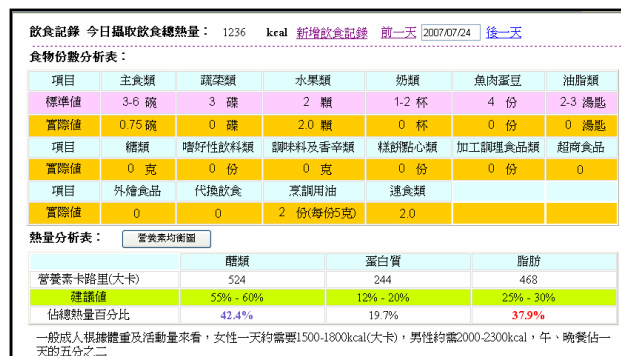 飲食記錄 今日攝取飲食總熱量： 1236 kcal 新增飲食記錄 前一天 2007/07/24 後一天
食物份數分析表：
項目 主食類 蔬菜類 水果類 奶類 魚肉蛋豆 油脂類
標準值 3-6 碗 3 碟 2 顆 1-2 杯 4 份 2-3 湯匙
實際值 0.75 碗 0 碟 2.0 顆 0 杯 0 份 0 湯匙
項目 糖類 嗜好性飲料類 調味料及香辛類 糕餅點心類 加工調理食品類 超商食品
實際值 0 克 0 份 0 克 0 份 0 份 0
項目 外燴食品 代換飲食 烹調用油 速食類
實際值 0 0 2 份(每份5克) 2.0
熱量分析表： 營養素均衡圖
醣類 蛋白質 脂肪
營養素卡路里(大卡) 524 244 468
建議值 55% - 60% 12% - 20% 25% - 30%
佔總熱量百分比 42.4% 19.7% 37.9%
一般成人根據體重及活動量來看，女性一天約需要1500-1800kcal(大卡)，男性約需2000-2300kcal，午、晚餐佔一
天的五分之二